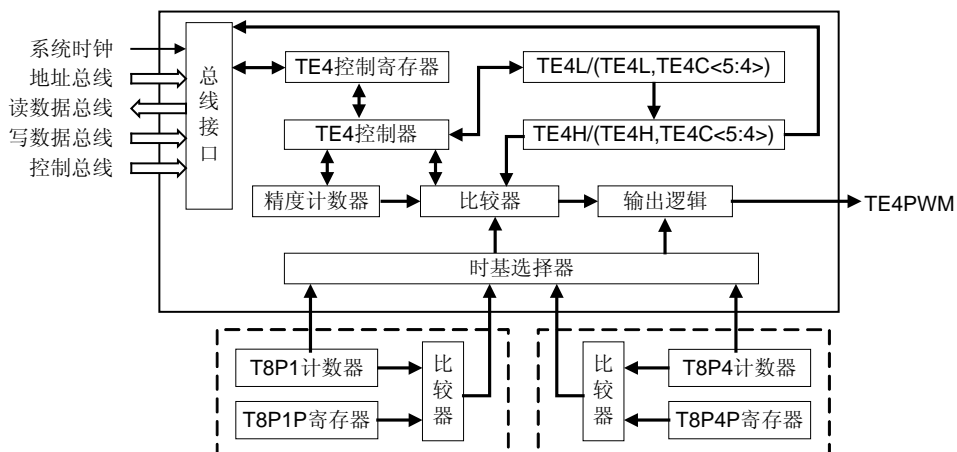 系统时钟
地址总线
读数据总线
写数据总线
控制总线
总线接口
TE4控制寄存器
TE4L/(TE4L,TE4C<5:4>)
TE4控制器
TE4H/(TE4H,TE4C<5:4>)
精度计数器
比较器
输出逻辑
TE4PWM
时基选择器
T8P1计数器
比较器
T8P1P寄存器
比较器
T8P4计数器
T8P4P寄存器